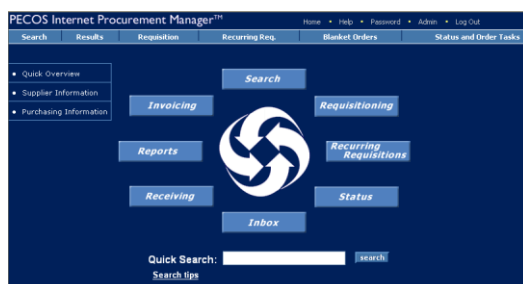 PECOS Internet Procurement Manager™
Home • Help • Password • Admin • Log Out
Search Results Requisition Recurring Req. Blanket Orders Status and Order Tasks
• Quick Overview
• Supplier Information
• Purchasing Information
Search
Invoicing
Requisitioning
Reports
Recurring
Requisitions
Receiving
Status
Inbox
Quick Search: search
Search tips